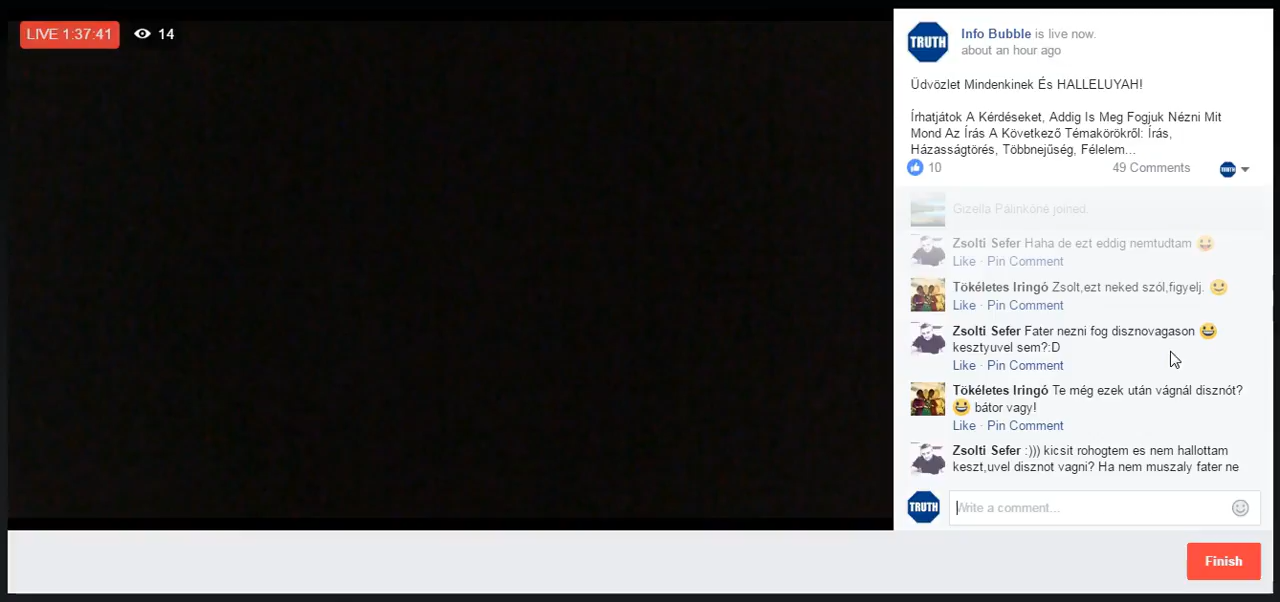 LIVE 1:37:41 14
TRUTH
Info Bubble is live now.
about an hour ago
Üdvözlet Mindenkinek És HALLELUYAH!
Írhatjátok A Kérdéseket, Addig Is Meg Fogjuk Nézni Mit
Mond Az Írás A Következő Témakörökről: Írás,
Házasságtörés, Többnejűség, Félelem...
10 49 Comments TRUTH
Gizella Pálinkóné joined.
Zsolti Sefer Haha de ezt eddig nemtudtam
Like · Pin Comment
Tökéletes Iringó Zsolt,ezt neked szól,figyelj.
Like · Pin Comment
Zsolti Sefer Fater nezni fog disznovagason
kesztyuvel sem?:D
Like · Pin Comment
Tökéletes Iringó Te még ezek után vágnál disznót?
bátor vagy!
Like · Pin Comment
Zsolti Sefer :))) kicsit rohogtem es nem hallottam
keszt,uvel disznot vagni? Ha nem muszaly fater ne
TRUTH Write a comment...
Finish